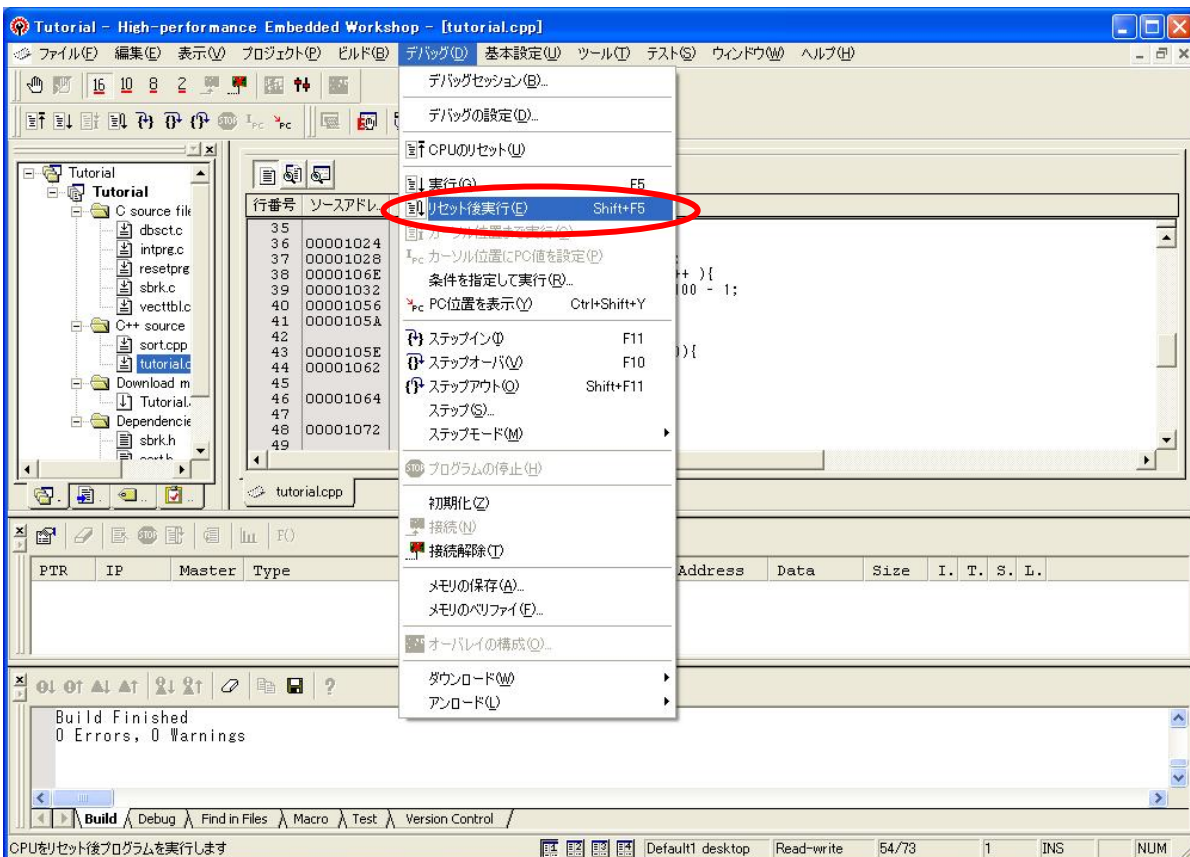 Tutorial - High-performance Embedded Workshop - [tutorial.cpp]
ファイル(F) 編集(E) 表示(V) プロジェクト(P) ビルド(B) デバッグ(D) 基本設定(U) ツール(T) テスト(S) ウィンドウ(W) ヘルプ(H)
16 10 8 2
デバッグセッション(B)...
デバッグの設定(D)...
CPUのリセット(U)
実行(G) F5
リセット後実行(E) Shift+F5
カーソル位置まで実行(C)
カーソル位置にPC値を設定(P)
条件を指定して実行(R)...
PC位置を表示(Y) Ctrl+Shift+Y
ステップイン(I) F11
ステップオーバ(V) F10
ステップアウト(O) Shift+F11
ステップ(S)...
ステップモード(M)
プログラムの停止(H)
初期化(Z)
接続(N)
接続解除(T)
メモリの保存(A)...
メモリのベリファイ(F)...
オーバレイの構成(O)...
ダウンロード(W)
アンロード(L)
Tutorial
Tutorial
C source file
dbsct.c
intprg.c
resetprg
sbrk.c
vecttbl.c
C++ source
sort.cpp
tutorial.c
Download m
Tutorial.
Dependencie
sbrk.h
行番号 ソースアドレ...
35
36 00001024
37 00001028 ;
38 0000106E ++ ){
39 00001032 00 - 1;
40 00001056
41 0000105A
42
43 0000105E )){
44 00001062
45
46 00001064
47
48 00001072
49
tutorial.cpp
PTR IP Master Type Address Data Size I. T. S. L.
Build Finished
0 Errors, 0 Warnings
Build Debug Find in Files Macro Test Version Control
CPUをリセット後プログラムを実行します Default1 desktop Read-write 54/73 1 INS NUM